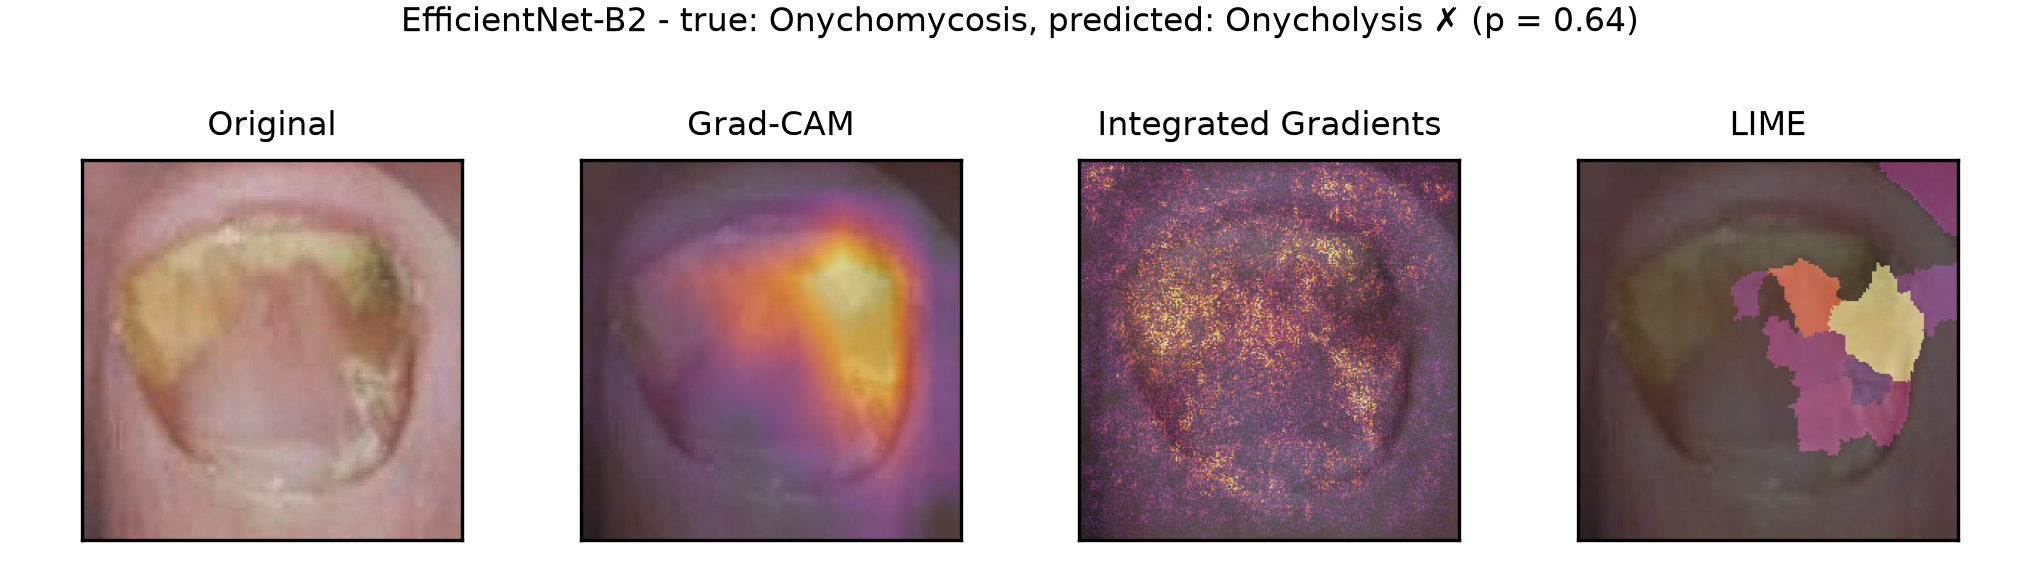 EfficientNet-B2 - true: Onychomycosis, predicted: Onycholysis ✗ (p = 0.64)
Original
Grad-CAM
Integrated Gradients
LIME